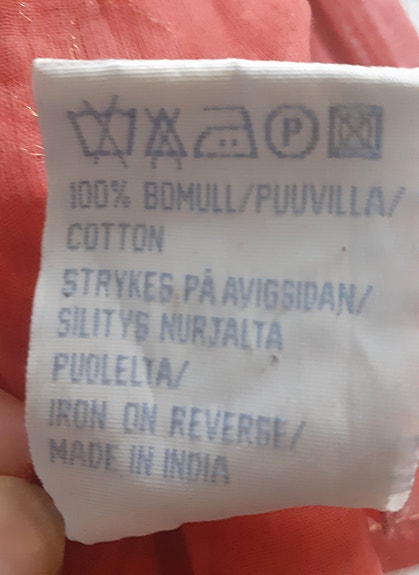 P
100% BOMULL/PUUVILLA/
COTTON
STRYKES PÅ AVIGSIDAN/
SILITYS NURJALTA
PUOLELTA/
IRON ON REVERSE/
MADE IN INDIA